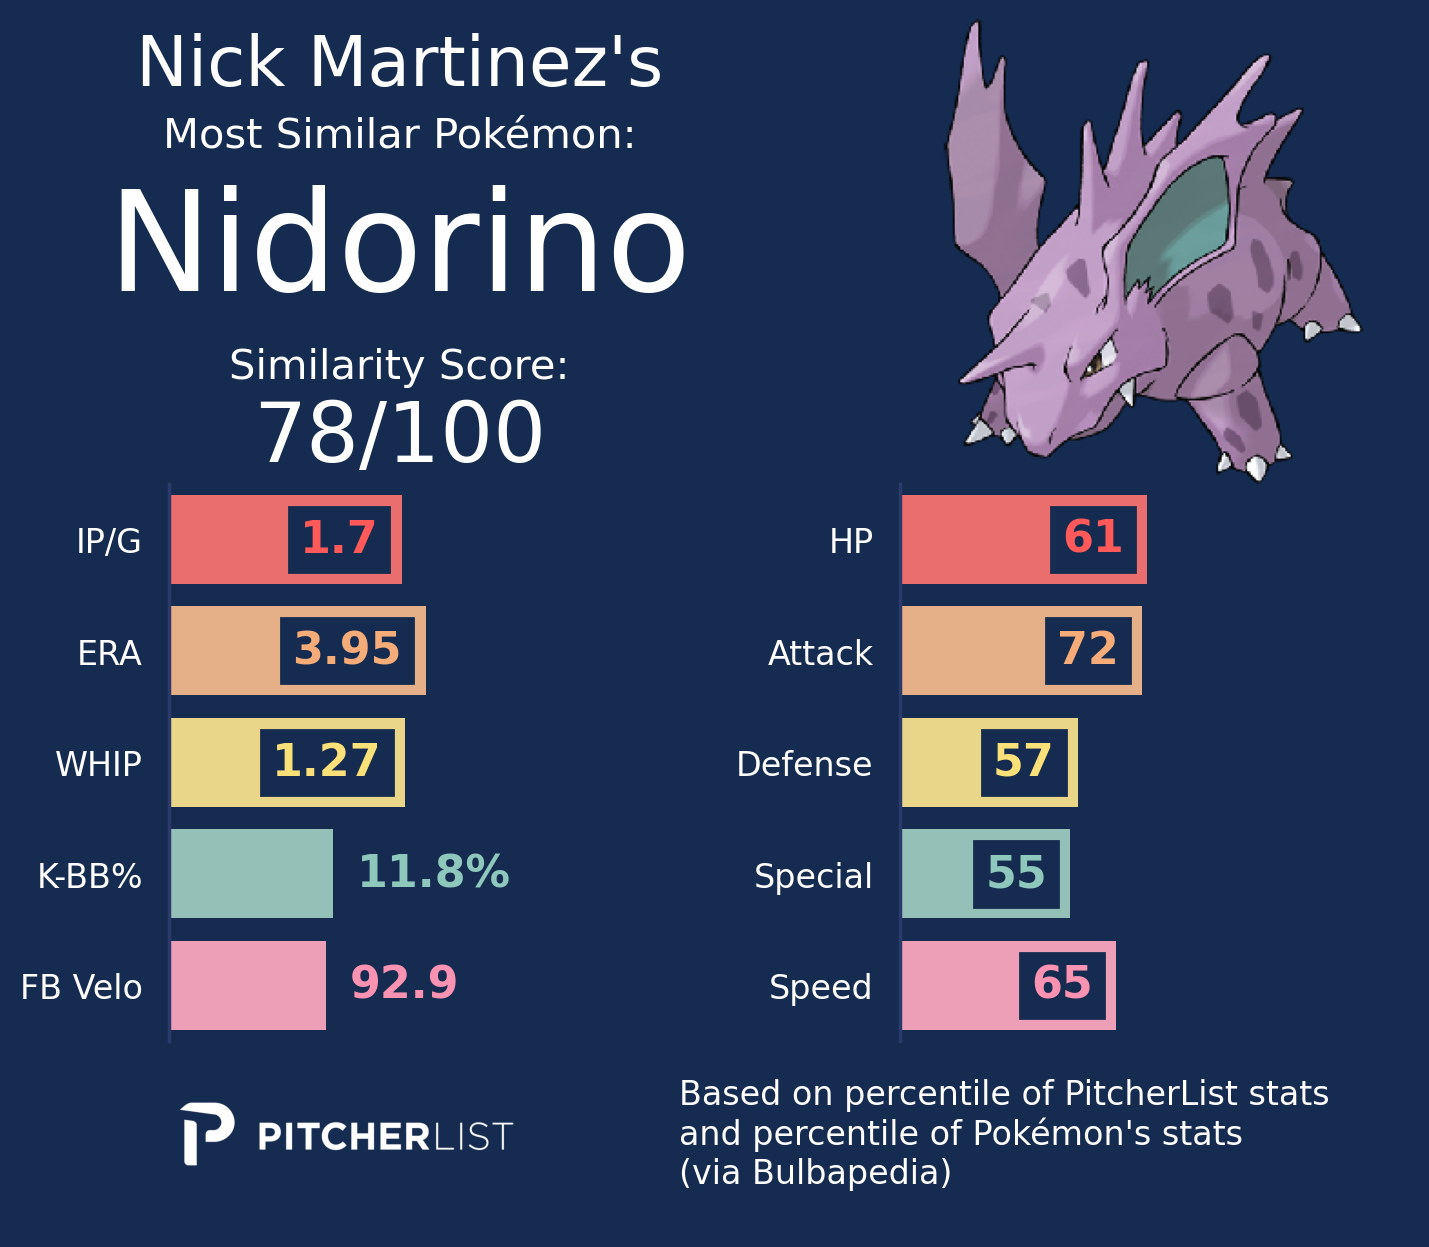 Nick Martinez's
Most Similar Pokémon:
Nidorino
Similarity Score:
78/100
IP/G 1.7
ERA 3.95
WHIP 1.27
K-BB% 11.8%
FB Velo 92.9
HP 61
Attack 72
Defense 57
Special 55
Speed 65
PITCHERLIST
Based on percentile of PitcherList stats
and percentile of Pokémon's stats
(via Bulbapedia)